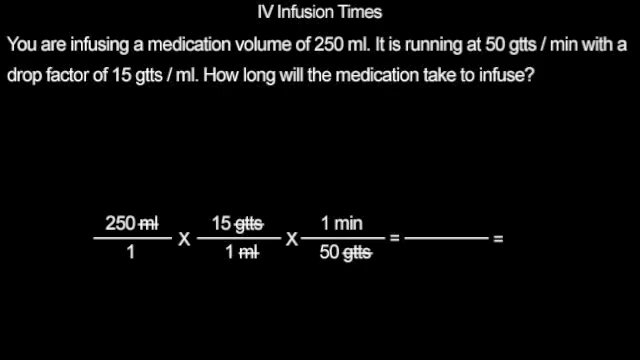 IV Infusion Times
You are infusing a medication volume of 250 ml. It is running at 50 gtts / min with a
drop factor of 15 gtts / ml. How long will the medication take to infuse?
250 ml / 1 X 15 gtts / 1 ml X 1 min / 50 gtts = ______ =